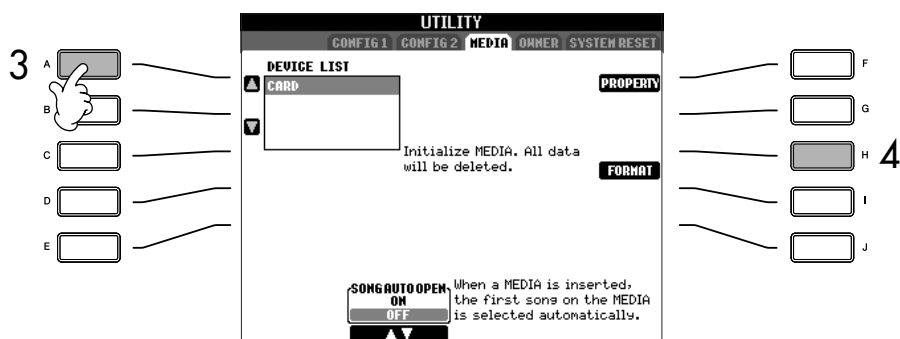 UTILITY
CONFIG 1 CONFIG 2 MEDIA OWNER SYSTEM RESET
3
A
B
C
D
E
DEVICE LIST
CARD
PROPERTY
Initialize MEDIA. All data
will be deleted.
FORMAT
F
G
H
4
I
J
SONG AUTO OPEN
ON
OFF
When a MEDIA is inserted,
the first song on the MEDIA
is selected automatically.